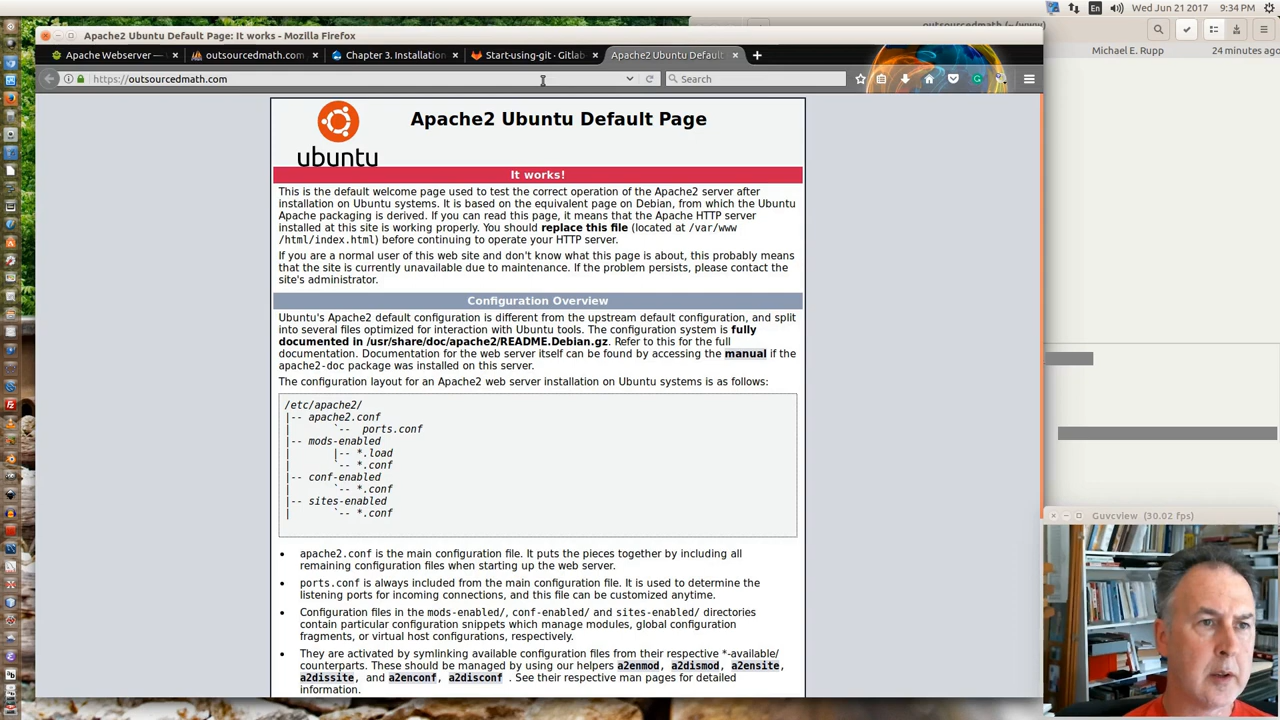 Wed Jun 21 2017 9:34 PM
En
outsourcedmath (~/www/
Apache2 Ubuntu Default Page: It works - Mozilla Firefox
Michael E. Rupp 24 minutes ago
Apache Webserver — outsourcedmath.com Chapter 3. Installation Start-using-git · Gitlab Apache2 Ubuntu Default
https://outsourcedmath.com Search
Apache2 Ubuntu Default Page
ubuntu
It works!
This is the default welcome page used to test the correct operation of the Apache2 server after
installation on Ubuntu systems. It is based on the equivalent page on Debian, from which the Ubuntu
Apache packaging is derived. If you can read this page, it means that the Apache HTTP server
installed at this site is working properly. You should replace this file (located at /var/www
/html/index.html) before continuing to operate your HTTP server.
If you are a normal user of this web site and don't know what this page is about, this probably means
that the site is currently unavailable due to maintenance. If the problem persists, please contact the
site's administrator.
Configuration Overview
Ubuntu's Apache2 default configuration is different from the upstream default configuration, and split
into several files optimized for interaction with Ubuntu tools. The configuration system is fully
documented in /usr/share/doc/apache2/README.Debian.gz. Refer to this for the full
documentation. Documentation for the web server itself can be found by accessing the manual if the
apache2-doc package was installed on this server.
The configuration layout for an Apache2 web server installation on Ubuntu systems is as follows:
/etc/apache2/
|-- apache2.conf
|       `--  ports.conf
|-- mods-enabled
|       |-- *.load
|       `-- *.conf
|-- conf-enabled
|       `-- *.conf
|-- sites-enabled
|       `-- *.conf
apache2.conf is the main configuration file. It puts the pieces together by including all
remaining configuration files when starting up the web server.
ports.conf is always included from the main configuration file. It is used to determine the
listening ports for incoming connections, and this file can be customized anytime.
Configuration files in the mods-enabled/, conf-enabled/ and sites-enabled/ directories
contain particular configuration snippets which manage modules, global configuration
fragments, or virtual host configurations, respectively.
They are activated by symlinking available configuration files from their respective *-available/
counterparts. These should be managed by using our helpers a2enmod, a2dismod, a2ensite,
a2dissite, and a2enconf, a2disconf . See their respective man pages for detailed
information.
Guvcview (30.02 fps)